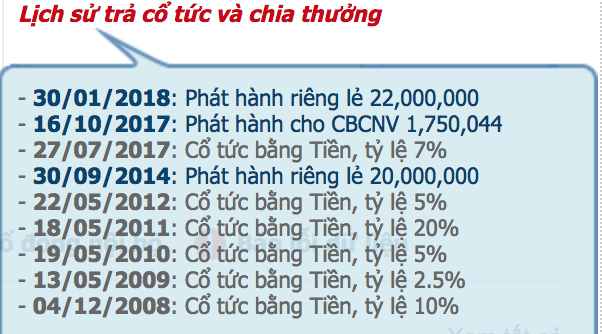 Lịch sử trả cổ tức và chia thưởng
- 30/01/2018: Phát hành riêng lẻ 22,000,000
- 16/10/2017: Phát hành cho CBCNV 1,750,044
- 27/07/2017: Cổ tức bằng Tiền, tỷ lệ 7%
- 30/09/2014: Phát hành riêng lẻ 20,000,000
- 22/05/2012: Cổ tức bằng Tiền, tỷ lệ 5%
- 18/05/2011: Cổ tức bằng Tiền, tỷ lệ 20%
- 19/05/2010: Cổ tức bằng Tiền, tỷ lệ 5%
- 13/05/2009: Cổ tức bằng Tiền, tỷ lệ 2.5%
- 04/12/2008: Cổ tức bằng Tiền, tỷ lệ 10%